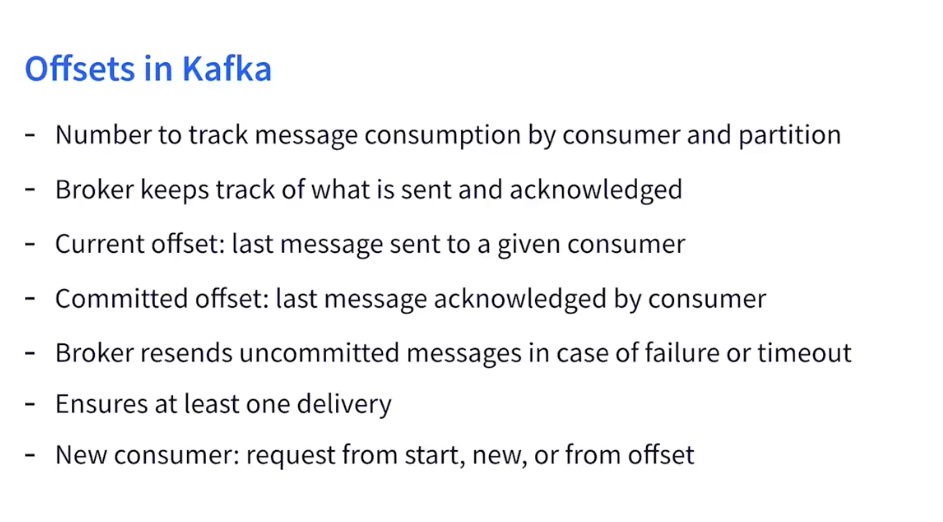 Offsets in Kafka
- Number to track message consumption by consumer and partition
- Broker keeps track of what is sent and acknowledged
- Current offset: last message sent to a given consumer
- Committed offset: last message acknowledged by consumer
- Broker resends uncommitted messages in case of failure or timeout
- Ensures at least one delivery
- New consumer: request from start, new, or from offset